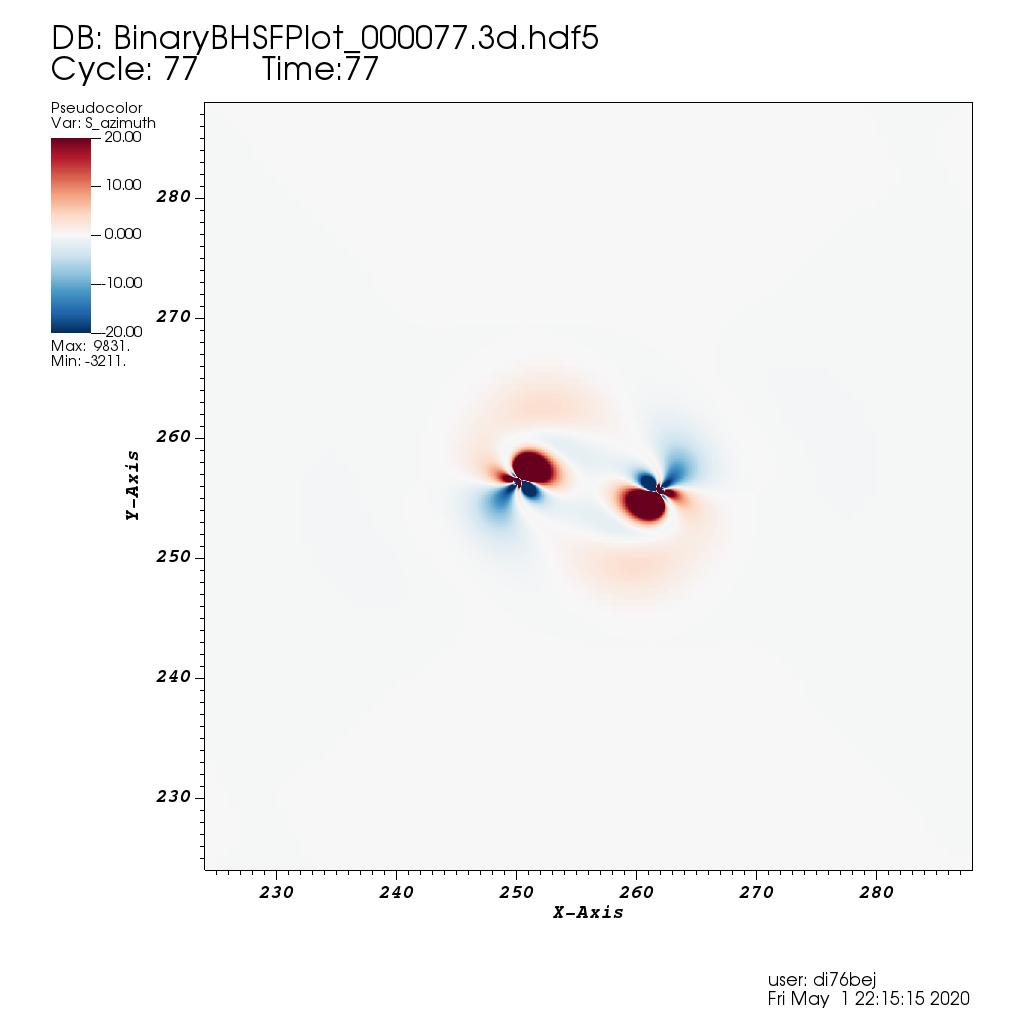 DB: BinaryBHSFPlot_000077.3d.hdf5
Cycle: 77 Time:77
Pseudocolor
Var: S_azimuth
20.00
10.00
0.000
-10.00
-20.00
Max: 9831.
Min: -3211.
280
270
260
250
240
230
Y-Axis
230 240 250 260 270 280
X-Axis
user: di76bej
Fri May 1 22:15:15 2020